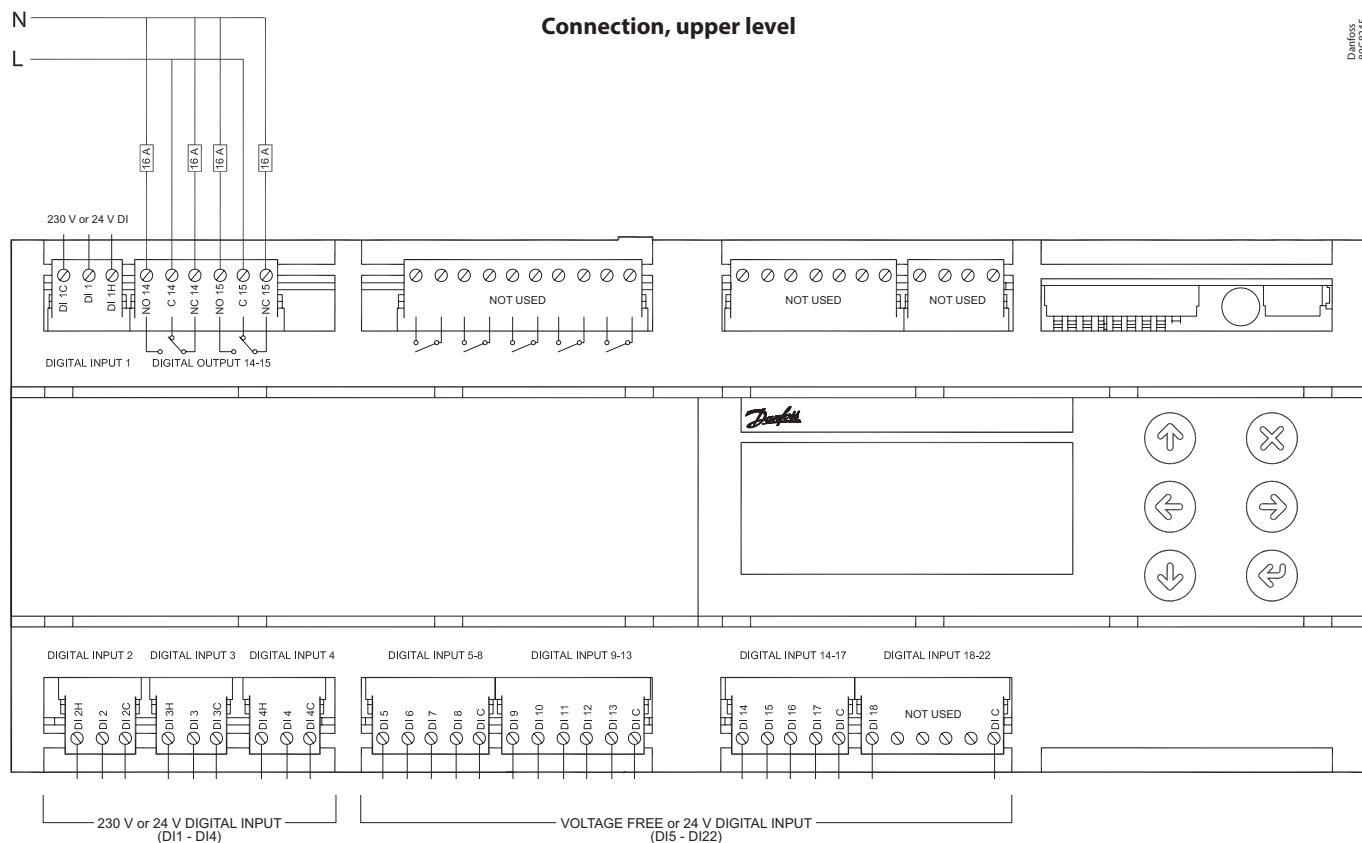 Connection, upper level
Danfoss
N
L
16 A
16 A
16 A
16 A
230 V or 24 V DI
DI 1C
DI 1
DI 1H
NO 14
C 14
NC 14
NO 15
C 15
NC 15
NOT USED
NOT USED
NOT USED
DIGITAL INPUT 1
DIGITAL OUTPUT 14-15
Danfoss
DIGITAL INPUT 2
DIGITAL INPUT 3
DIGITAL INPUT 4
DIGITAL INPUT 5-8
DIGITAL INPUT 9-13
DIGITAL INPUT 14-17
DIGITAL INPUT 18-22
DI 2H
DI 2
DI 2C
DI 3H
DI 3
DI 3C
DI 4H
DI 4
DI 4C
DI 5
DI 6
DI 7
DI 8
DI C
DI 9
DI 10
DI 11
DI 12
DI 13
DI C
DI 14
DI 15
DI 16
DI 17
DI C
DI 18
NOT USED
DI C
230 V or 24 V DIGITAL INPUT
(DI1 - DI4)
VOLTAGE FREE or 24 V DIGITAL INPUT
(DI5 - DI22)